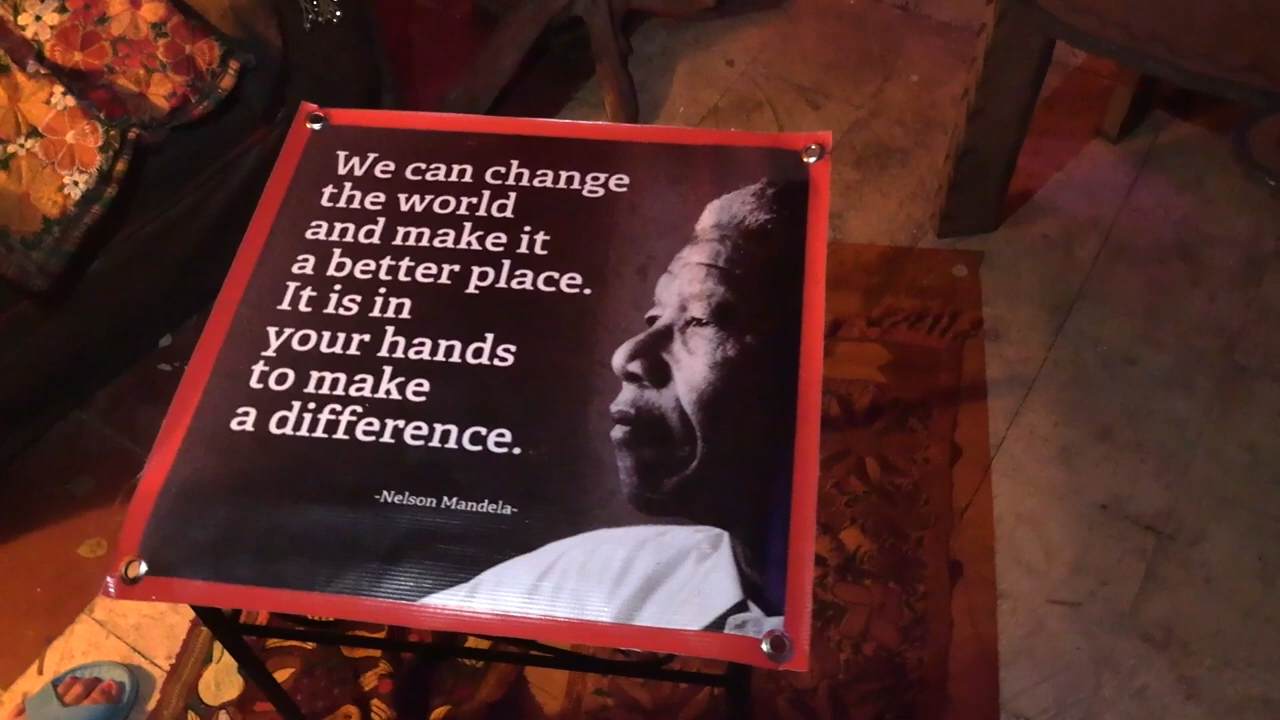 We can change
the world
and make it
a better place.
It is in
your hands
to make
a difference.
-Nelson Mandela-